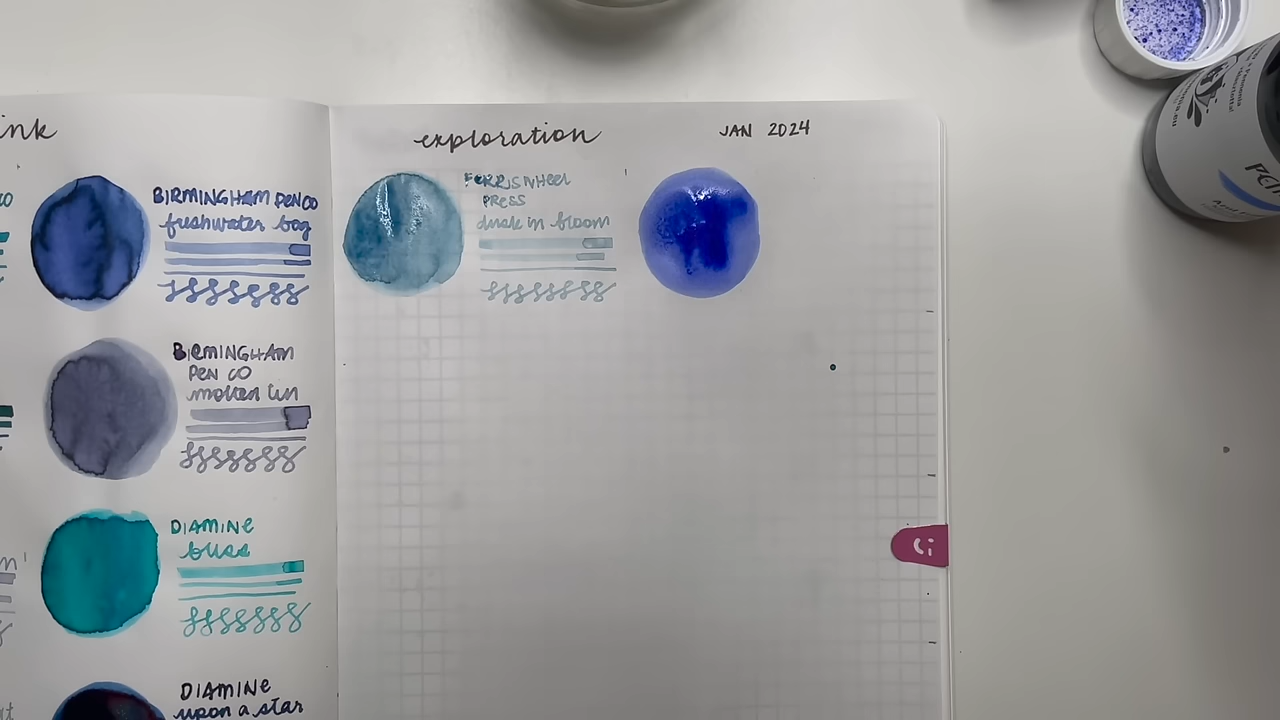 ink
exploration
JAN 2024
BIRMINGHAM PEN CO
freshwater bog
BIRMINGHAM
PEN CO
molten tin
DIAMINE
bliss
DIAMINE
upon a star
FERRIS WHEEL
PRESS
dusk in bloom